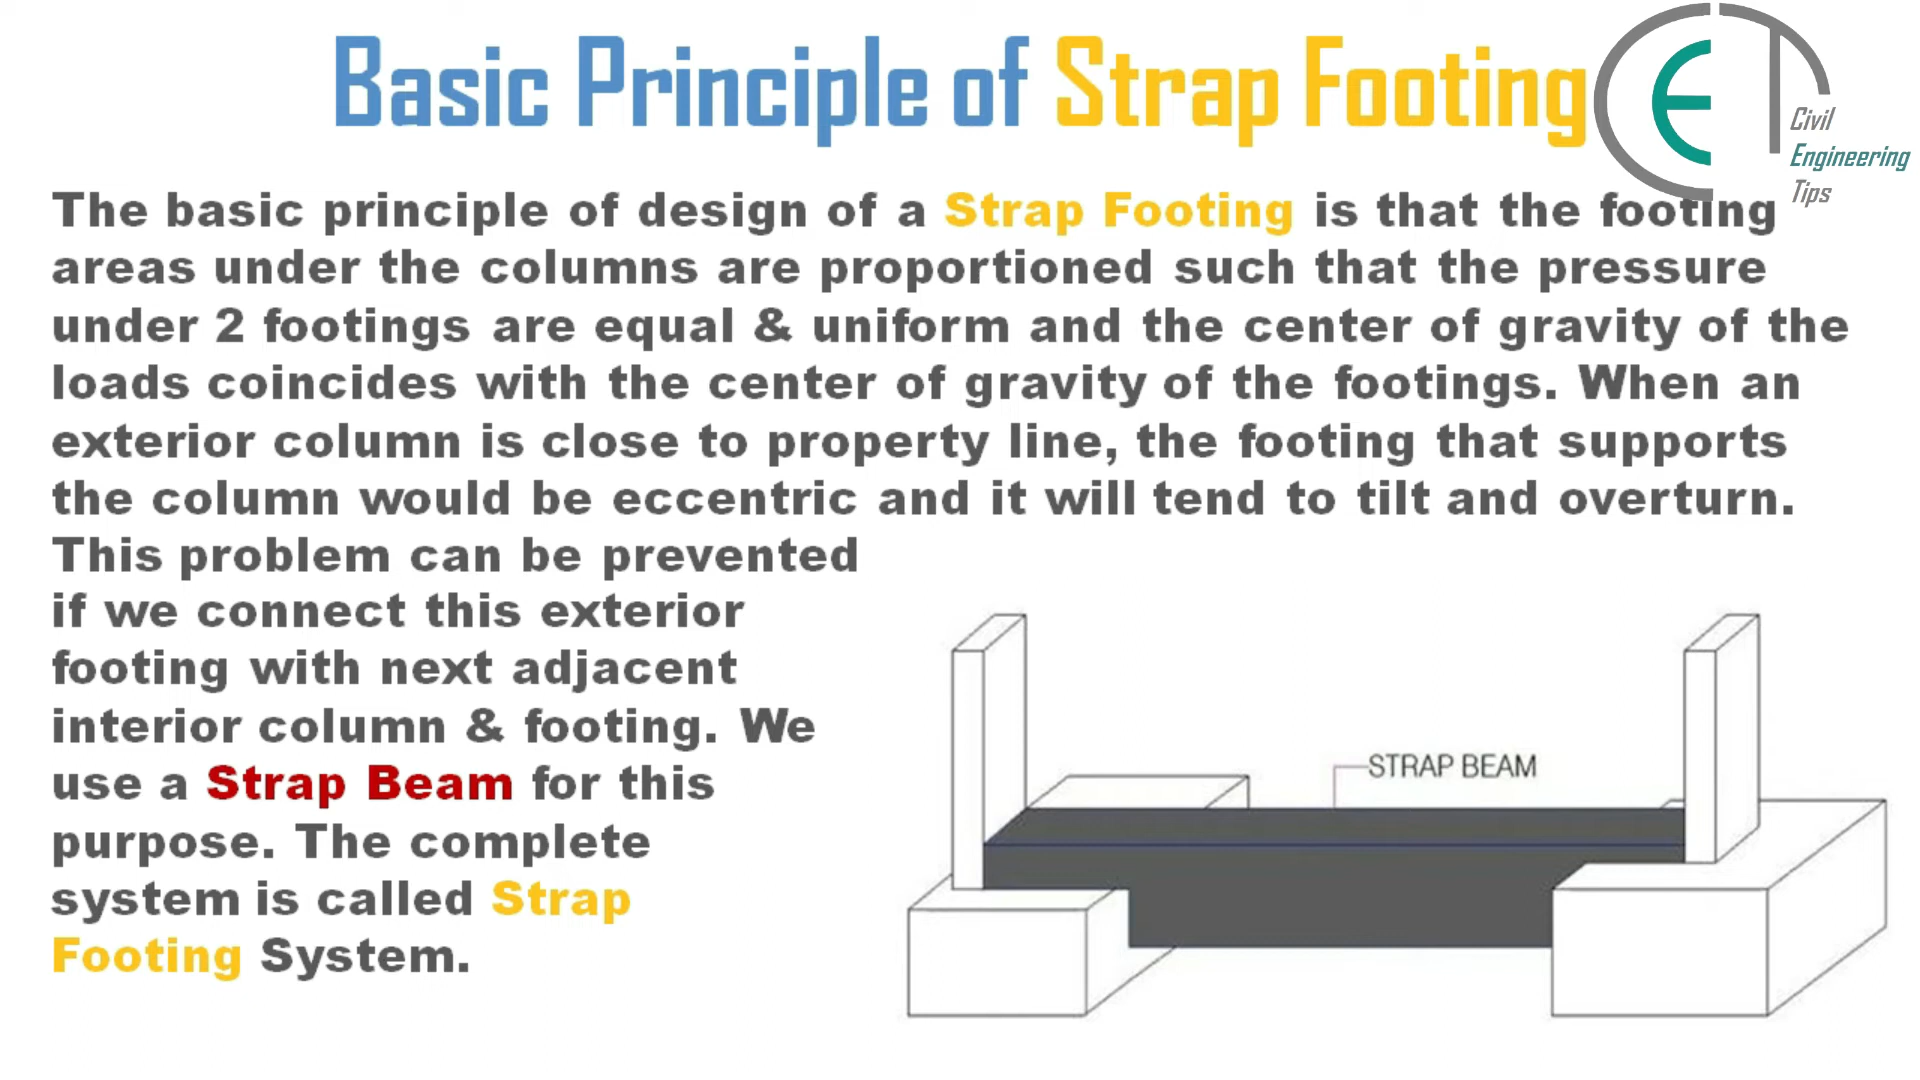 Basic Principle of Strap Footing
Civil
Engineering
Tips
The basic principle of design of a Strap Footing is that the footing
areas under the columns are proportioned such that the pressure
under 2 footings are equal & uniform and the center of gravity of the
loads coincides with the center of gravity of the footings. When an
exterior column is close to property line, the footing that supports
the column would be eccentric and it will tend to tilt and overturn.
This problem can be prevented
if we connect this exterior
footing with next adjacent
interior column & footing. We
use a Strap Beam for this
purpose. The complete
system is called Strap
Footing System.
STRAP BEAM